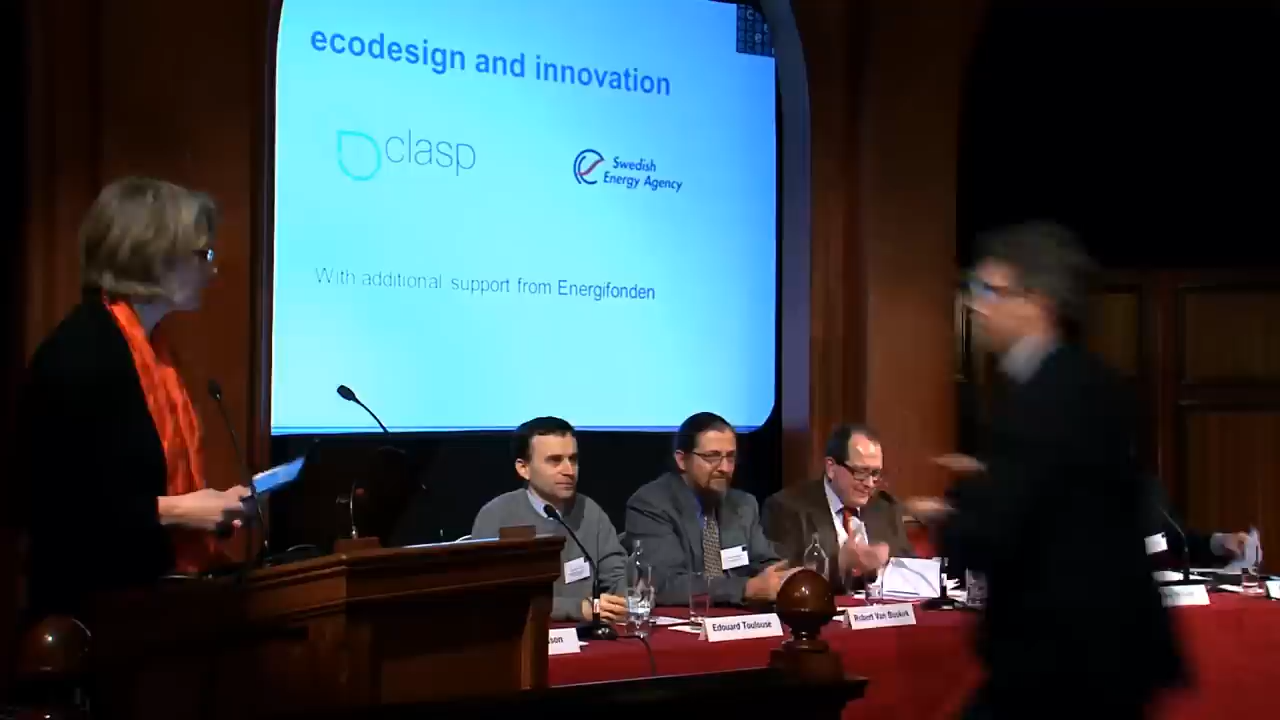 ecodesign and innovation
clasp
Swedish
Energy Agency
With additional support from Energifonden
Edouard Toulouse
Robert Van Buskirk